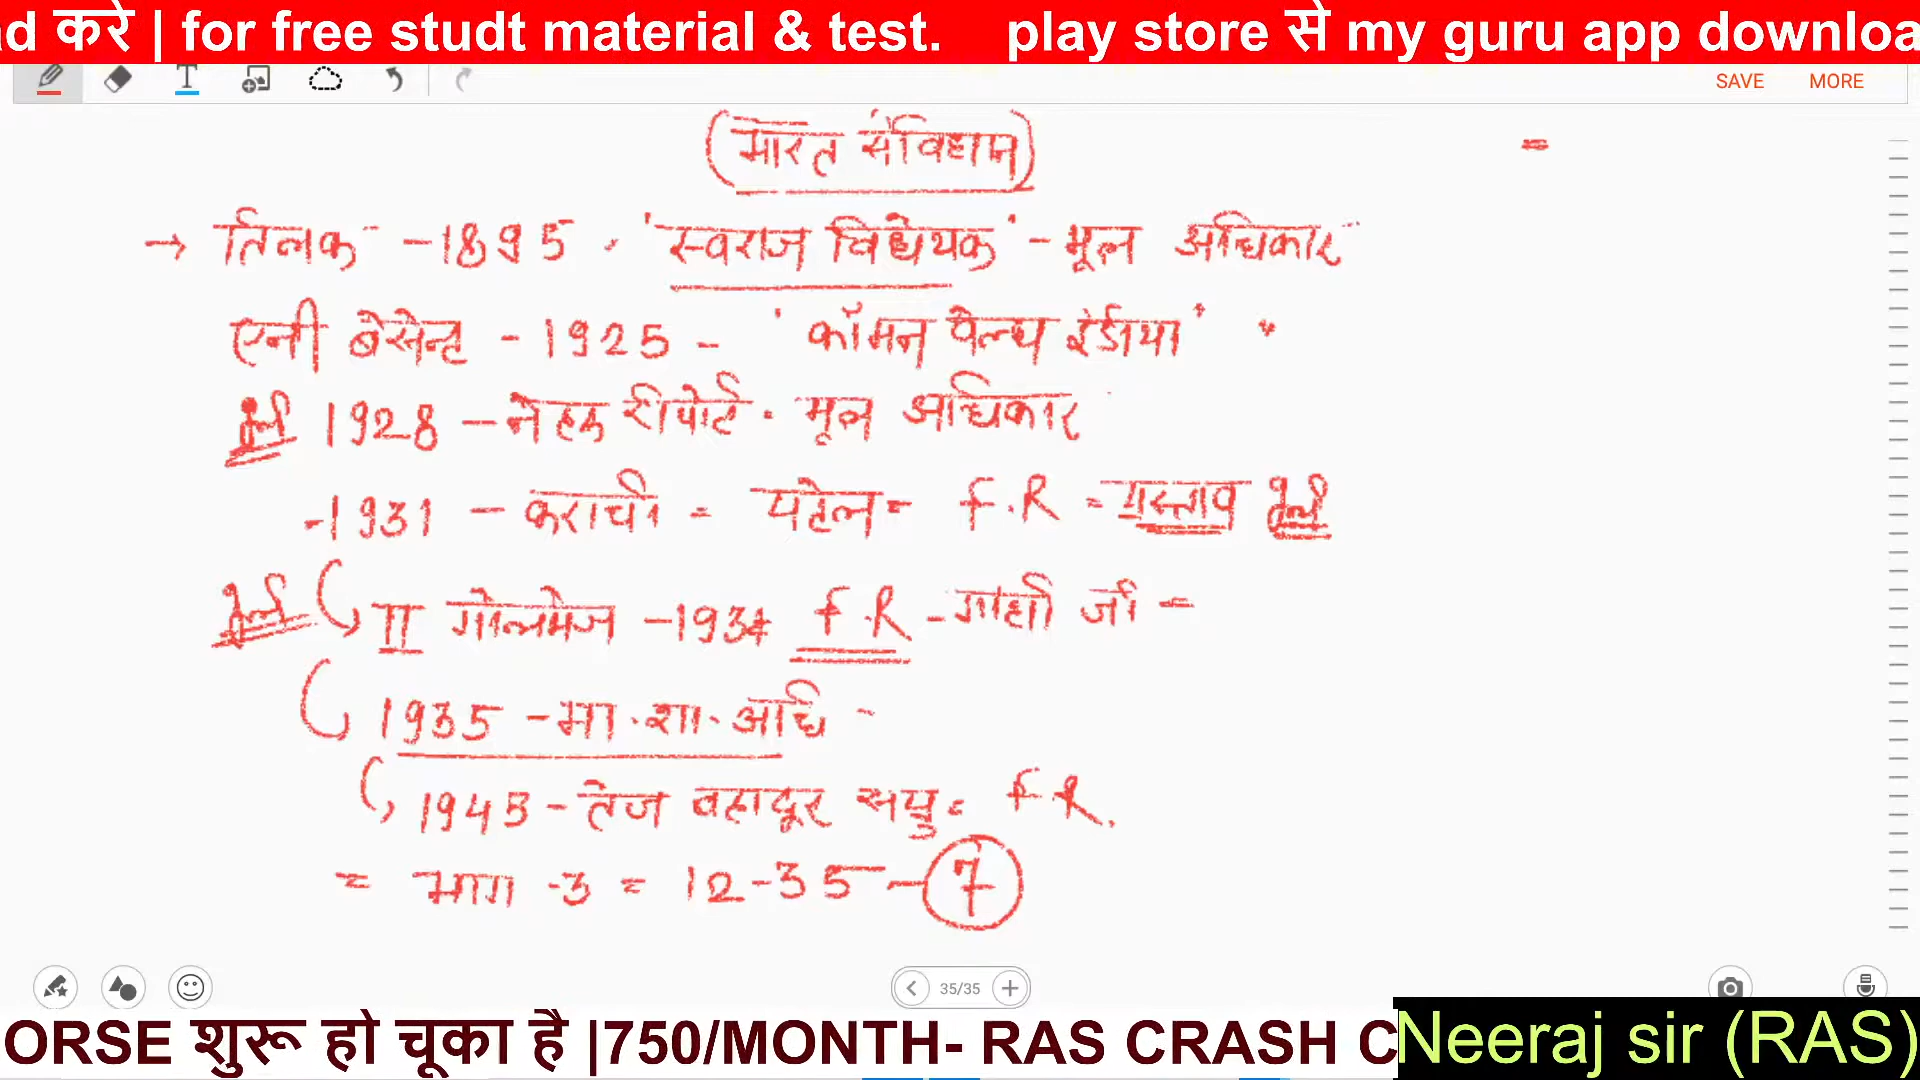 d करे | for free studt material & test. play store से my guru app downloa
SAVE MORE
(भारत संविधान) =
→ तिलक - 1895 . 'स्वराज विधेयक' - मूल अधिकार
एनी बेसेन्ट - 1925 - 'कॉमन वेल्थ इंडीया' "
1928 - नेहरू रीपोर्ट - मूल अधिकार
-1931 - कराची = पटेल = F.R = प्रस्ताव
II गोलमेज - 1931 F.R - गांधी जी =
1935 - भा.शा.अधि -
1945 - तेज बहादूर सप्रु = F.R.
= भाग -3 = 12-35 - 7
35/35
ORSE शुरू हो चूका है |750/MONTH- RAS CRASH C
Neeraj sir (RAS)